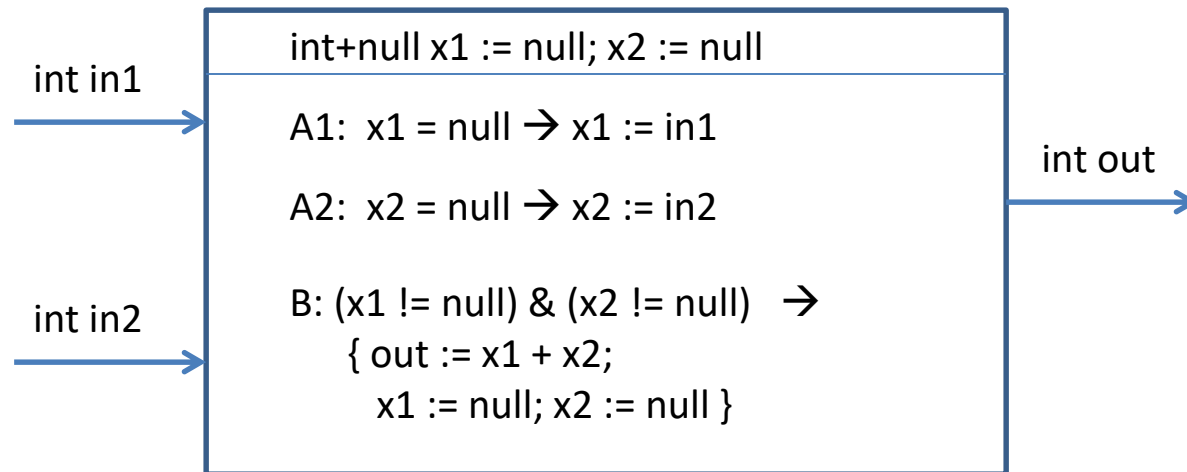 int+null x1 := null; x2 := null
int in1
A1: x1 = null → x1 := in1
int out
A2: x2 = null → x2 := in2
int in2
B: (x1 != null) & (x2 != null) →
{ out := x1 + x2;
x1 := null; x2 := null }